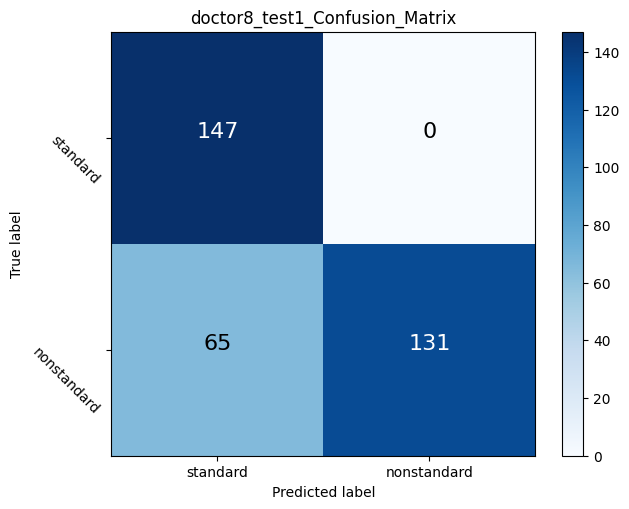 doctor8_test1_Confusion_Matrix
True label
standard
147
0
nonstandard
65
131
standard
nonstandard
Predicted label
140
120
100
80
60
40
20
0